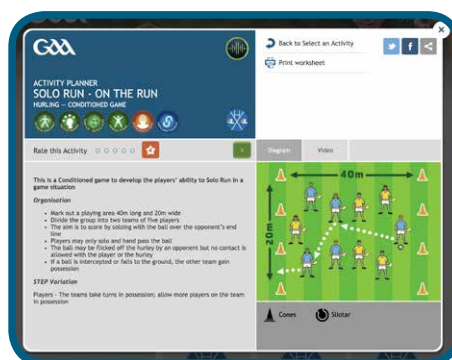 GAA
ACTIVITY PLANNER
SOLO RUN - ON THE RUN
HURLING – CONDITIONED GAME
Back to Select an Activity
Print worksheet
Rate this Activity
Diagram
Video
This is a Conditioned game to develop the players' ability to Solo Run in a
game situation
Organisation
• Mark out a playing area 40m long and 20m wide
• Divide the group into two teams of five players
• The aim is to score by soloing with the ball over the opponent's end
line
• Players may only solo and hand pass the ball
• The ball may be flicked off the hurley by an opponent but no contact is
allowed with the player or the hurley
• If a ball is intercepted or falls to the ground, the other team gain
possession
STEP Variation
Players - The teams take turns in possession; allow more players on the team
in possession
40m
20m
Cones
Sliotar